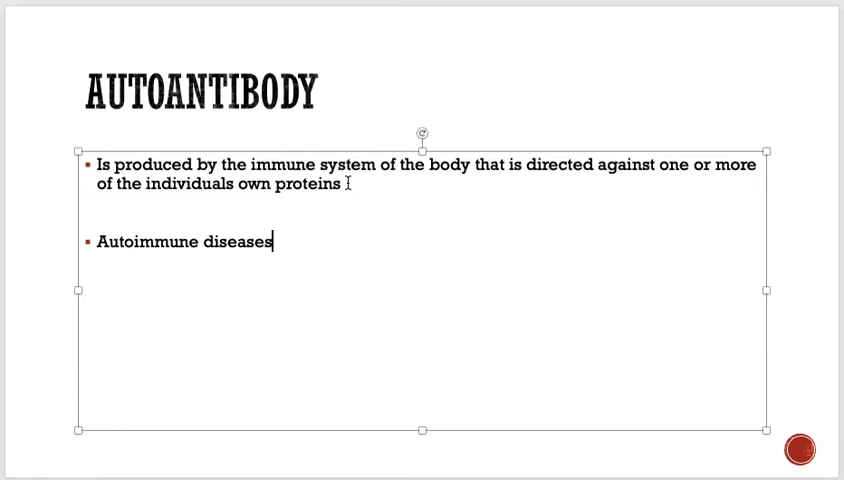 AUTOANTIBODY
▪ Is produced by the immune system of the body that is directed against one or more
of the individuals own proteins
▪ Autoimmune diseases